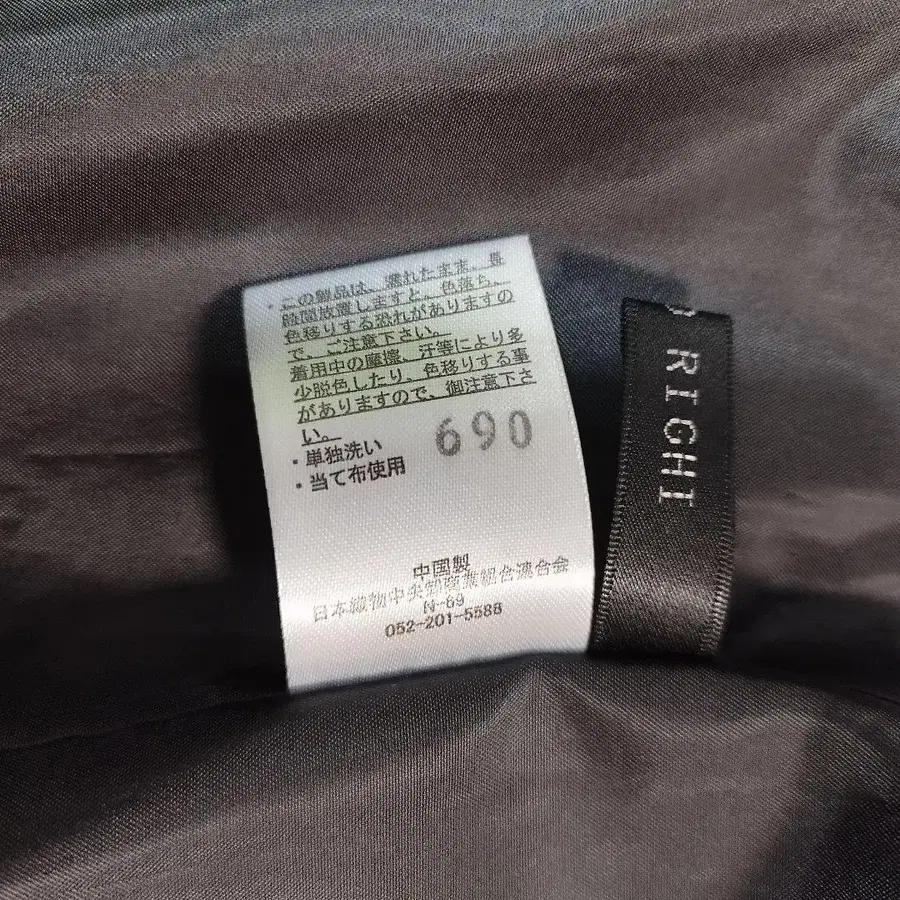 ・この製品は、濡れたまま、長
時間放置しますと、色落ち、
色移りする恐れがありますの
で、ご注意下さい。
着用中の摩擦、汗等により多
少脱色したり、色移りする事
がありますので、御注意下さ
い。
・単独洗い
・当て布使用
690
中国製
日本織物中央卸商業組合連合会
N-69
052-201-5588
RIGHI